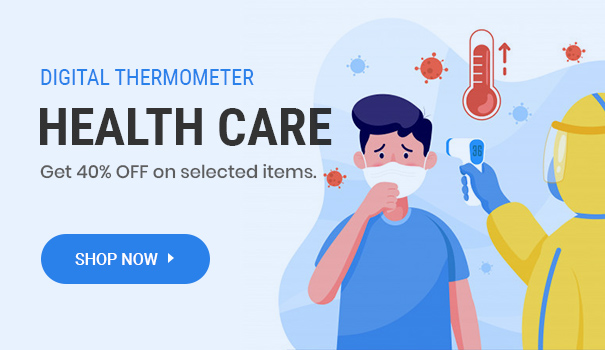 DIGITAL THERMOMETER
HEALTH CARE
Get 40% OFF on selected items.
SHOP NOW